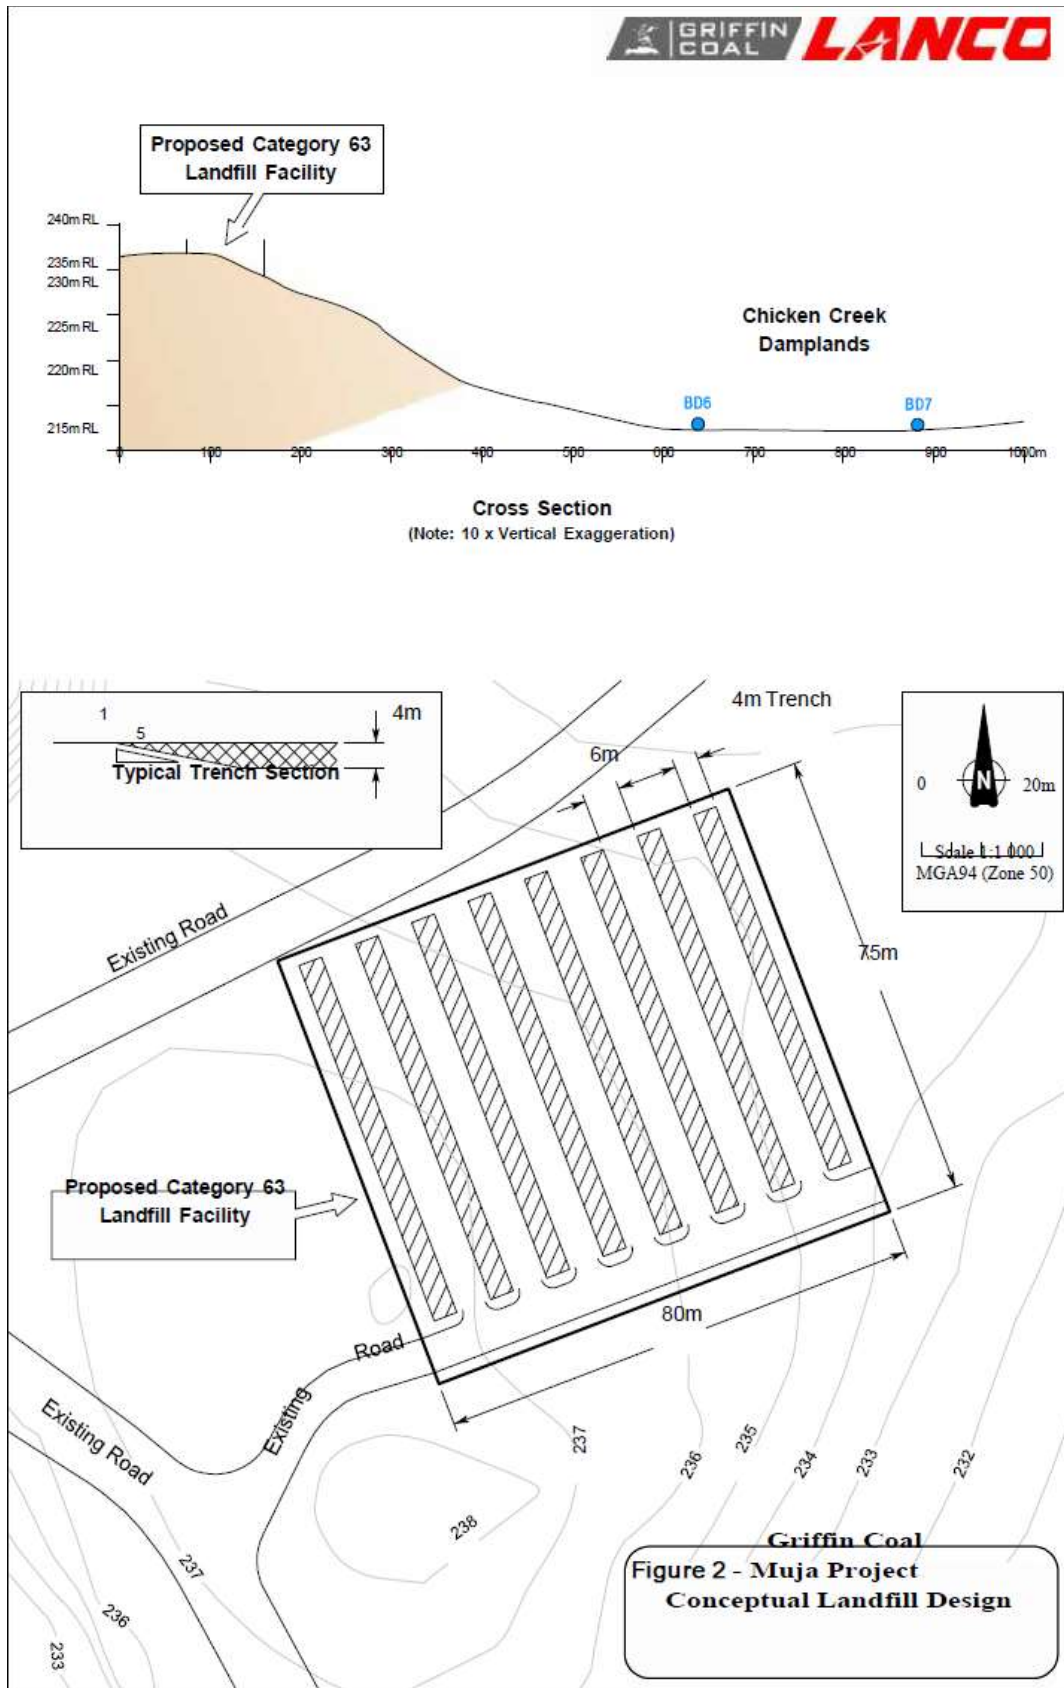 GRIFFIN
COAL
LANCO
Proposed Category 63
Landfill Facility
240m RL
235m RL
230m RL
225m RL
220m RL
215m RL
Chicken Creek
Damplands
BD6
BD7
0 100 200 300 400 500 600 700 800 900 1000m
Cross Section
(Note: 10 x Vertical Exaggeration)
1
5
4m
Typical Trench Section
4m Trench
6m
0
N
20m
Scale 1:1 000
MGA94 (Zone 50)
Existing Road
75m
Proposed Category 63
Landfill Facility
80m
Existing Road
Existing Road
237
236
235
234
233
232
238
237
236
233
Griffin Coal
Figure 2 - Muja Project
Conceptual Landfill Design